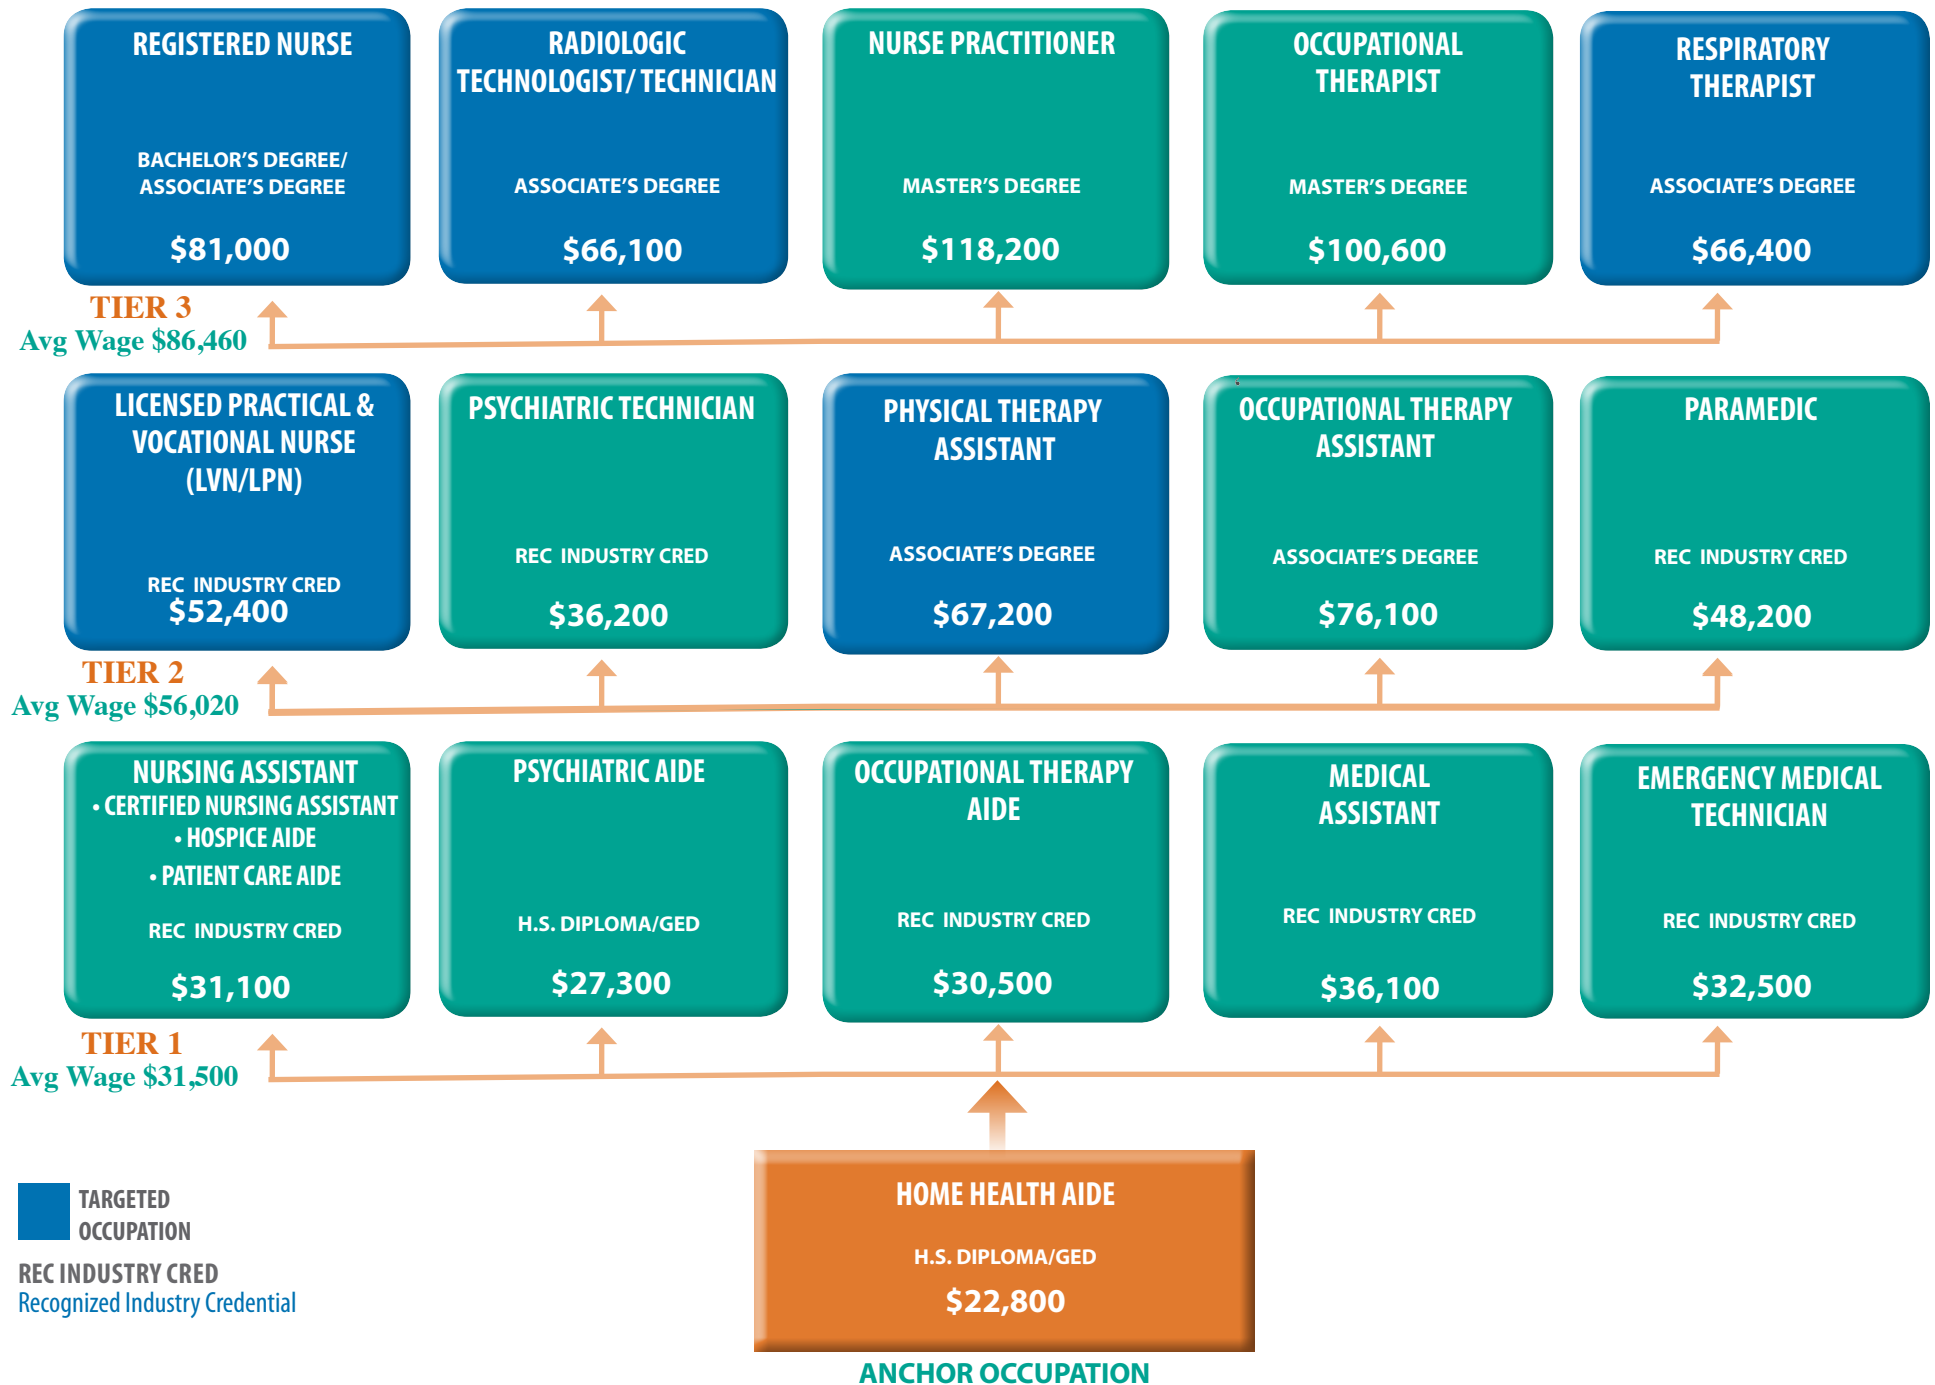 REGISTERED NURSE
BACHELOR'S DEGREE/
ASSOCIATE'S DEGREE
$81,000
RADIOLOGIC
TECHNOLOGIST/ TECHNICIAN
ASSOCIATE'S DEGREE
$66,100
NURSE PRACTITIONER
MASTER'S DEGREE
$118,200
OCCUPATIONAL
THERAPIST
MASTER'S DEGREE
$100,600
RESPIRATORY
THERAPIST
ASSOCIATE'S DEGREE
$66,400
TIER 3
Avg Wage $86,460
LICENSED PRACTICAL &
VOCATIONAL NURSE
(LVN/LPN)
REC INDUSTRY CRED
$52,400
PSYCHIATRIC TECHNICIAN
REC INDUSTRY CRED
$36,200
PHYSICAL THERAPY
ASSISTANT
ASSOCIATE'S DEGREE
$67,200
OCCUPATIONAL THERAPY
ASSISTANT
ASSOCIATE'S DEGREE
$76,100
PARAMEDIC
REC INDUSTRY CRED
$48,200
TIER 2
Avg Wage $56,020
NURSING ASSISTANT
• CERTIFIED NURSING ASSISTANT
• HOSPICE AIDE
• PATIENT CARE AIDE
REC INDUSTRY CRED
$31,100
PSYCHIATRIC AIDE
H.S. DIPLOMA/GED
$27,300
OCCUPATIONAL THERAPY
AIDE
REC INDUSTRY CRED
$30,500
MEDICAL
ASSISTANT
REC INDUSTRY CRED
$36,100
EMERGENCY MEDICAL
TECHNICIAN
REC INDUSTRY CRED
$32,500
TIER 1
Avg Wage $31,500
HOME HEALTH AIDE
H.S. DIPLOMA/GED
$22,800
ANCHOR OCCUPATION
TARGETED
OCCUPATION
REC INDUSTRY CRED
Recognized Industry Credential